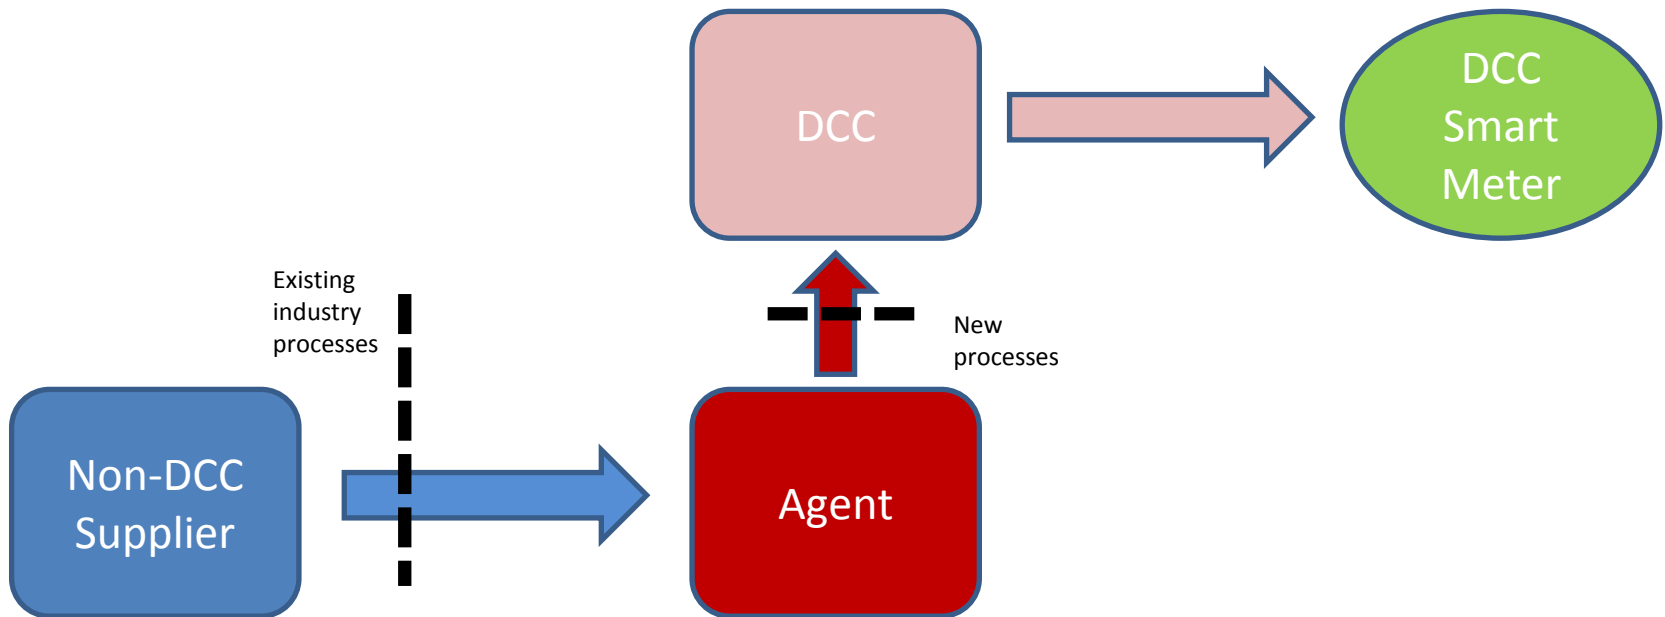 DCC
DCC
Smart
Meter
Existing
industry
processes
New
processes
Non-DCC
Supplier
Agent